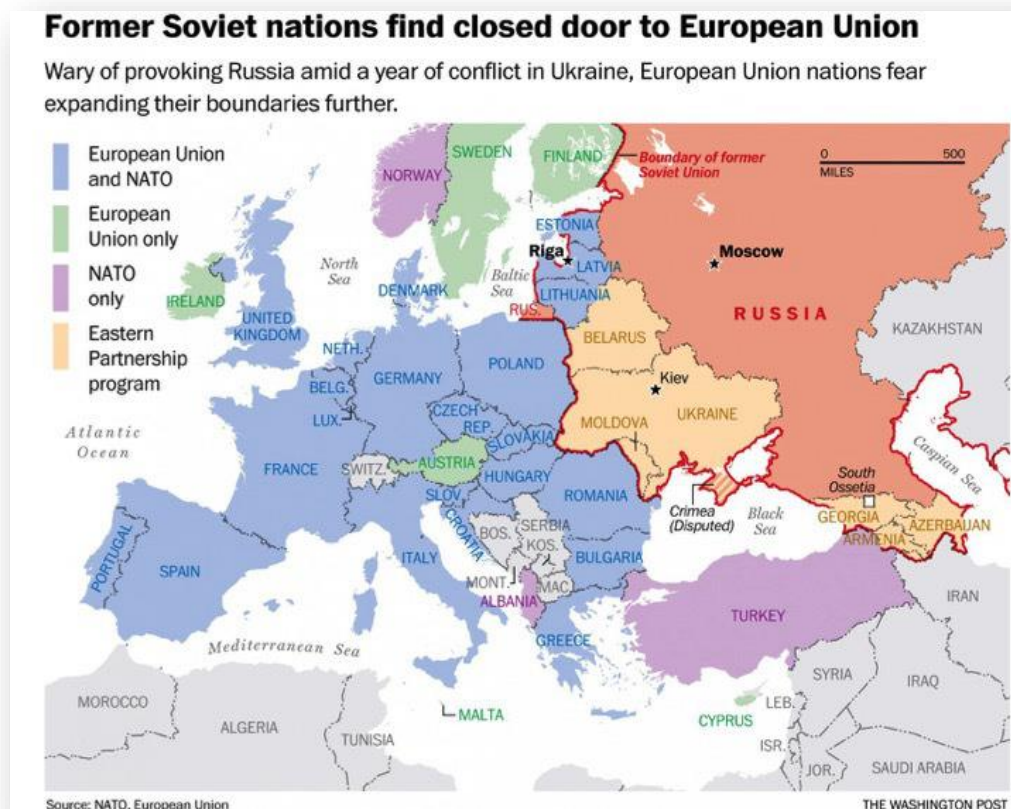 Former Soviet nations find closed door to European Union
Wary of provoking Russia amid a year of conflict in Ukraine, European Union nations fear
expanding their boundaries further.
European Union
and NATO
European
Union only
NATO
only
Eastern
Partnership
program
NORWAY
SWEDEN
FINLAND
Boundary of former
Soviet Union
0 500
MILES
ESTONIA
Riga
LATVIA
LITHUANIA
RUS.
Moscow
RUSSIA
KAZAKHSTAN
North
Sea
Baltic
Sea
DENMARK
IRELAND
UNITED
KINGDOM
NETH.
BELG.
LUX.
GERMANY
POLAND
BELARUS
Kiev
UKRAINE
MOLDOVA
CZECH
REP.
SLOVAKIA
Atlantic
Ocean
FRANCE
SWITZ.
AUSTRIA
HUNGARY
SLOV.
CROATIA
ROMANIA
BOS.
SERBIA
KOS.
MONT.
MAC.
ALBANIA
BULGARIA
ITALY
GREECE
PORTUGAL
SPAIN
Crimea
(Disputed)
Black
Sea
South
Ossetia
Caspian Sea
GEORGIA
ARMENIA
AZERBAIJAN
TURKEY
IRAN
Mediterranean Sea
MOROCCO
ALGERIA
TUNISIA
MALTA
CYPRUS
LEB.
SYRIA
IRAQ
ISR.
JOR.
SAUDI ARABIA
Source: NATO, European Union
THE WASHINGTON POST